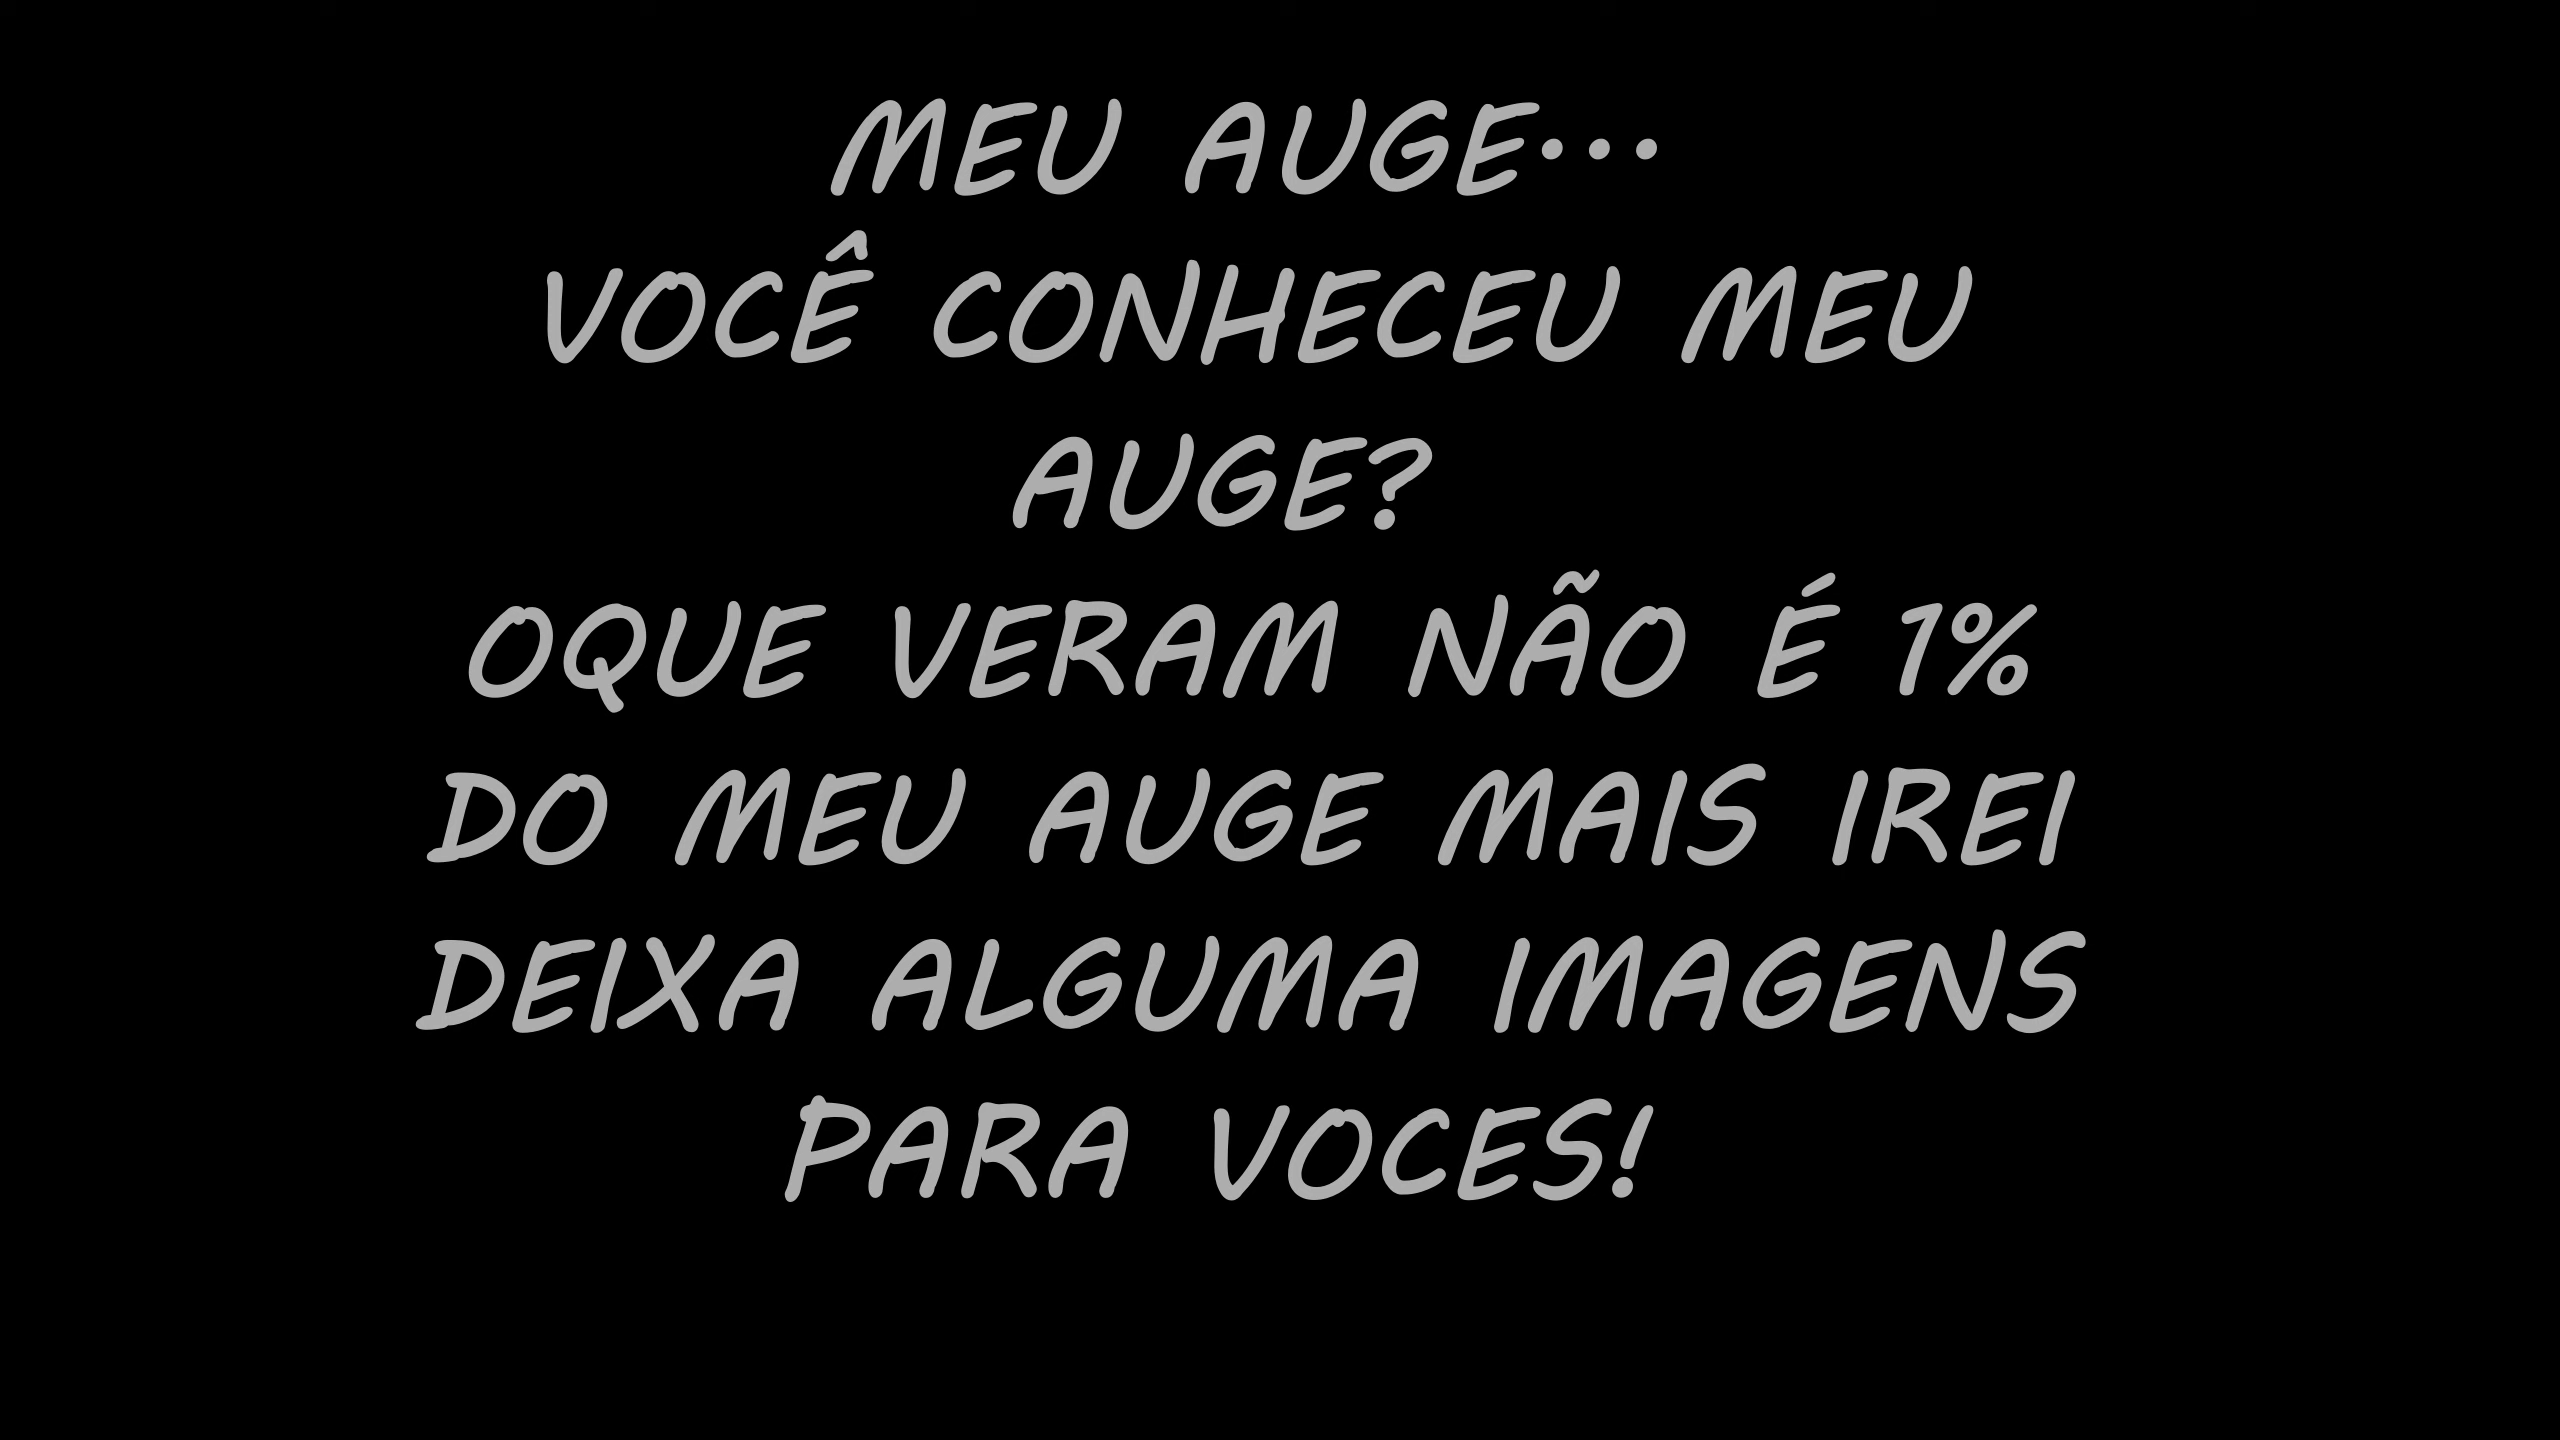 MEU AUGE...
VOCÊ CONHECEU MEU
AUGE?
OQUE VERAM NÃO É 1%
DO MEU AUGE MAIS IREI
DEIXA ALGUMA IMAGENS
PARA VOCES!